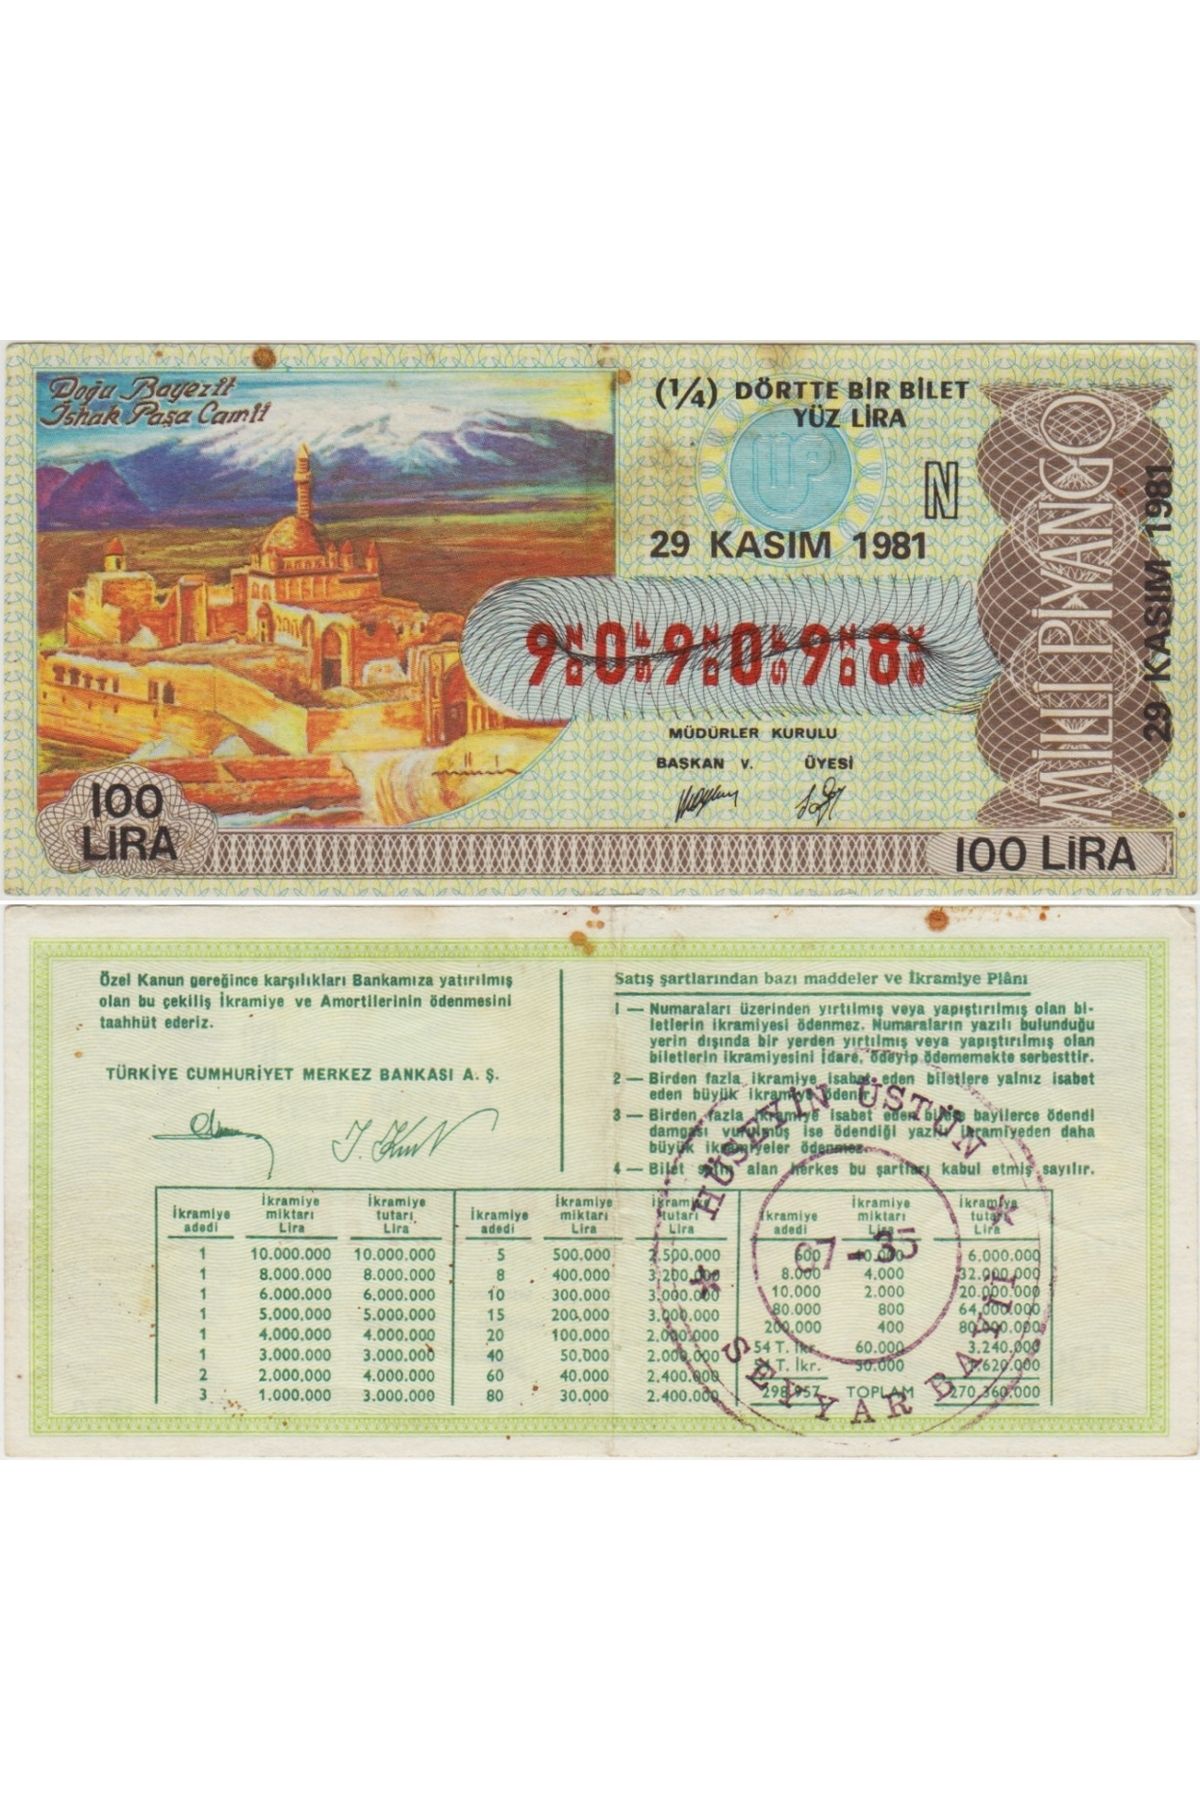 Doğu Bayezit
İshak Paşa Camii
(1/4) DÖRTTE BİR BİLET
YÜZ LİRA
MP
N
29 KASIM 1981
9 0 9 0 9 8
MÜDÜRLER KURULU
BAŞKAN V. ÜYESİ
100
LİRA
100 LİRA
MİLLİ PİYANGO
29 KASIM 1981
Özel Kanun gereğince karşılıkları Bankamıza yatırılmış
olan bu çekiliş İkramiye ve Amortilerinin ödenmesini
taahhüt ederiz.
TÜRKİYE CUMHURİYET MERKEZ BANKASI A. Ş.
Satış şartlarından bazı maddeler ve İkramiye Plânı
1 — Numaraları üzerinden yırtılmış veya yapıştırılmış olan bi-
letlerin ikramiyesi ödenmez. Numaraların yazılı bulunduğu
yerin dışında bir yerden yırtılmış veya yapıştırılmış olan
biletlerin ikramiyesini İdare, ödeyip ödememekte serbesttir.
2 — Birden fazla ikramiye isabet eden biletlere yalnız isabet
eden büyük ikramiye ödenir.
3 — Birden fazla ikramiye isabet eden bilete bayilerce ödendi
damgası vurulmuş ise ödendiği yazılı ikramiyeden daha
büyük ikramiyeler ödenmez.
4 — Bilet satın alan herkes bu şartları kabul etmiş sayılır.
İkramiye adedi İkramiye miktarı Lira İkramiye tutarı Lira
1 10.000.000 10.000.000
1 8.000.000 8.000.000
1 6.000.000 6.000.000
1 5.000.000 5.000.000
1 4.000.000 4.000.000
1 3.000.000 3.000.000
2 2.000.000 4.000.000
3 1.000.000 3.000.000
İkramiye adedi İkramiye miktarı Lira İkramiye tutarı Lira
5 500.000 2.500.000
8 400.000 3.200.000
10 300.000 3.000.000
15 200.000 3.000.000
20 100.000 2.000.000
40 50.000 2.000.000
60 40.000 2.400.000
80 30.000 2.400.000
İkramiye adedi İkramiye miktarı Lira İkramiye tutarı Lira
600 10.000 6.000.000
8.000 4.000 32.000.000
10.000 2.000 20.000.000
80.000 800 64.000.000
200.000 400 80.000.000
54 T. İkr. 60.000 3.240.000
T. İkr. 30.000 1.620.000
298.957 TOPLAM 270.360.000
HÜSEYİN ÜSTÜN
07-35
SEYYAR BAYİİ